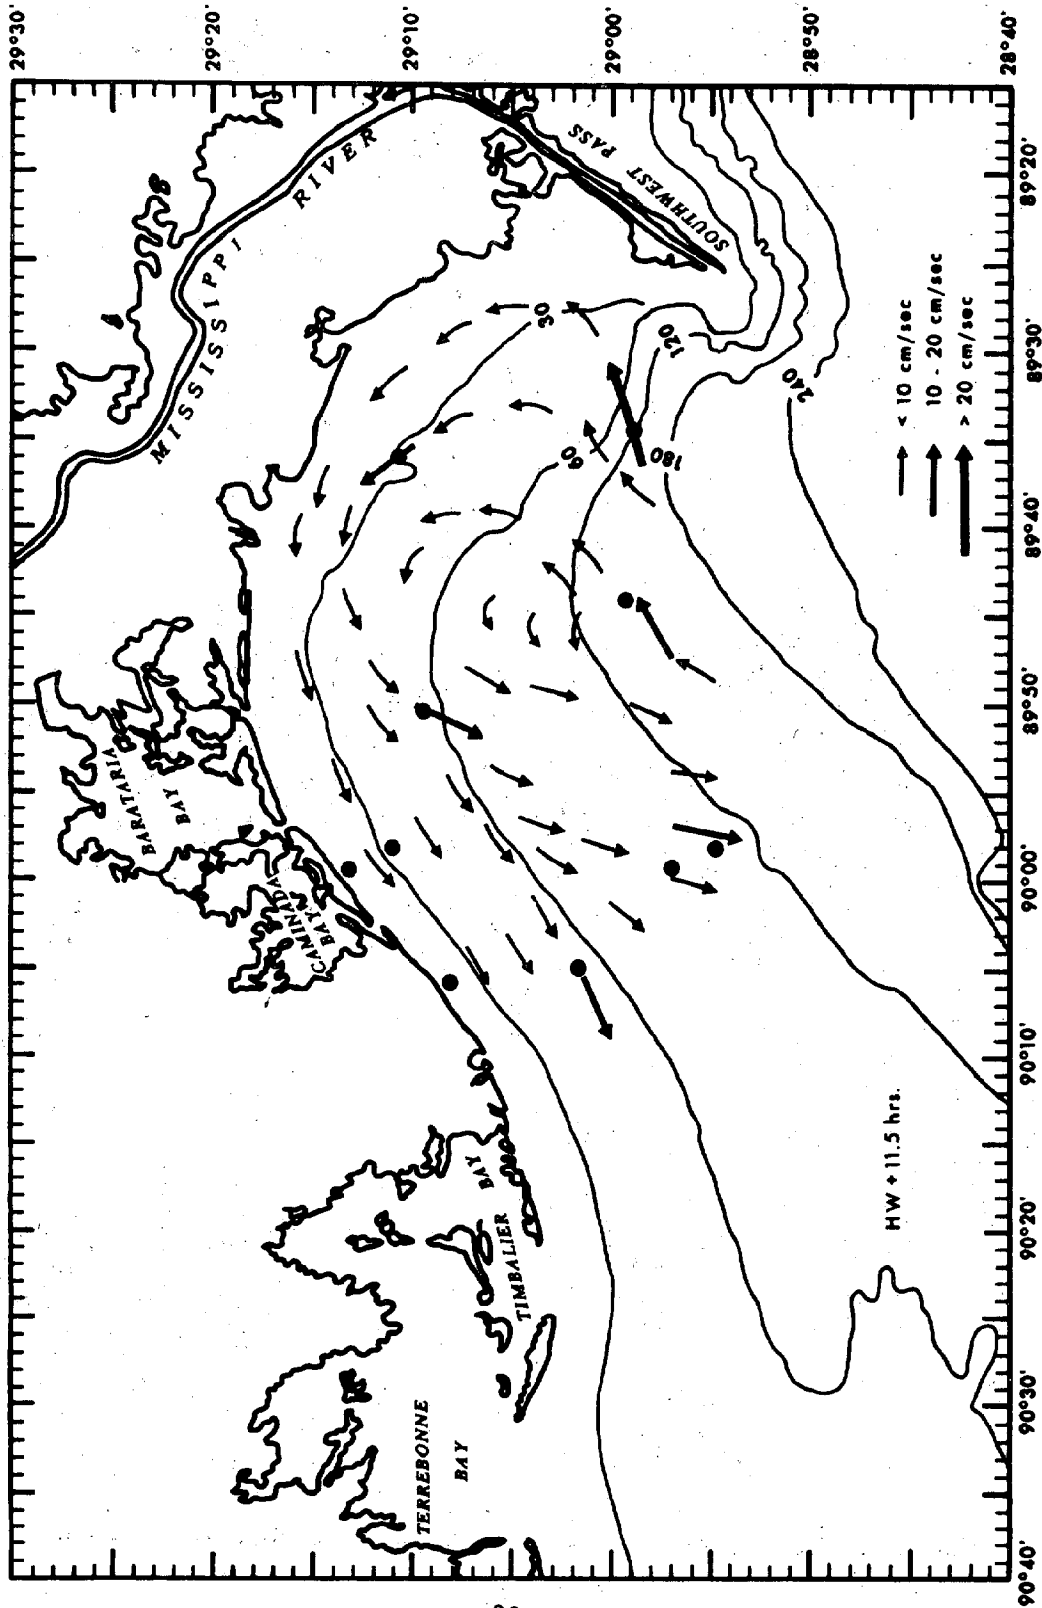 29°30'
29°20'
29°10'
29°00'
28°50'
28°40'
MISSISSIPPI
RIVER
SOUTHWEST PASS
BARATARIA
BAY
CAMINADA
BAY
TIMBALIER
BAY
TERREBONNE
BAY
30
60
120
180
240
< 10 cm/sec
10 - 20 cm/sec
> 20 cm/sec
HW + 11.5 hrs.
90°40'
90°30'
90°20'
90°10'
90°00'
89°50'
89°40'
89°30'
89°20'